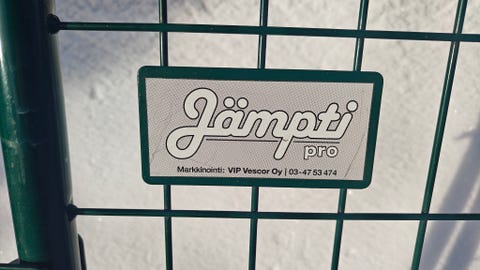 Jämpti
pro
Markkinointi: VIP Vescor Oy | 03-47 53 474